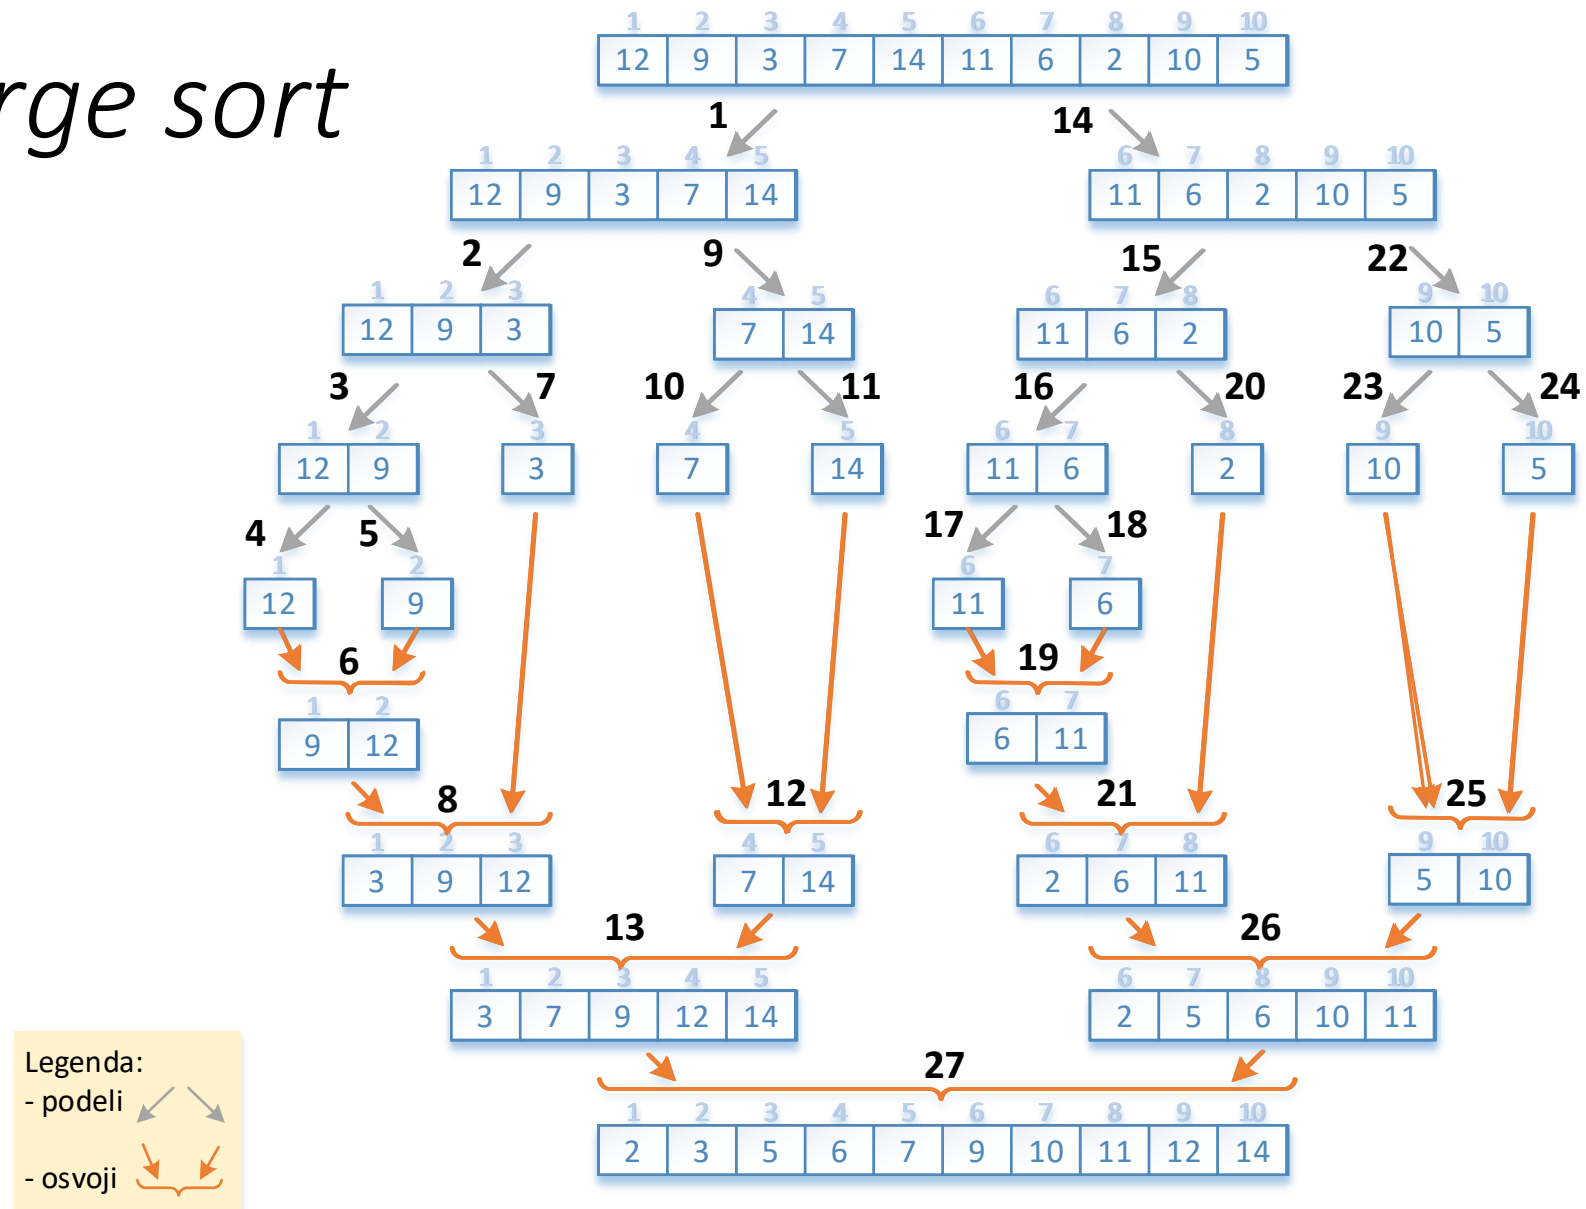 1 2 3 4 5 6 7 8 9 10
12 9 3 7 14 11 6 2 10 5
rge sort
1 14
1 2 3 4 5 6 7 8 9 10
12 9 3 7 14 11 6 2 10 5
2 9 15 22
1 2 3 4 5 6 7 8 9 10
12 9 3 7 14 11 6 2 10 5
3 7 10 11 16 20 23 24
1 2 3 4 5 6 7 8 9 10
12 9 3 7 14 11 6 2 10 5
4 5 17 18
1 2 6 7
12 9 11 6
6 19
1 2 6 7
9 12 6 11
8 12 21 25
1 2 3 4 5 6 7 8 9 10
3 9 12 7 14 2 6 11 5 10
13 26
1 2 3 4 5 6 7 8 9 10
3 7 9 12 14 2 5 6 10 11
27
1 2 3 4 5 6 7 8 9 10
2 3 5 6 7 9 10 11 12 14
Legenda:
- podeli
- osvoji